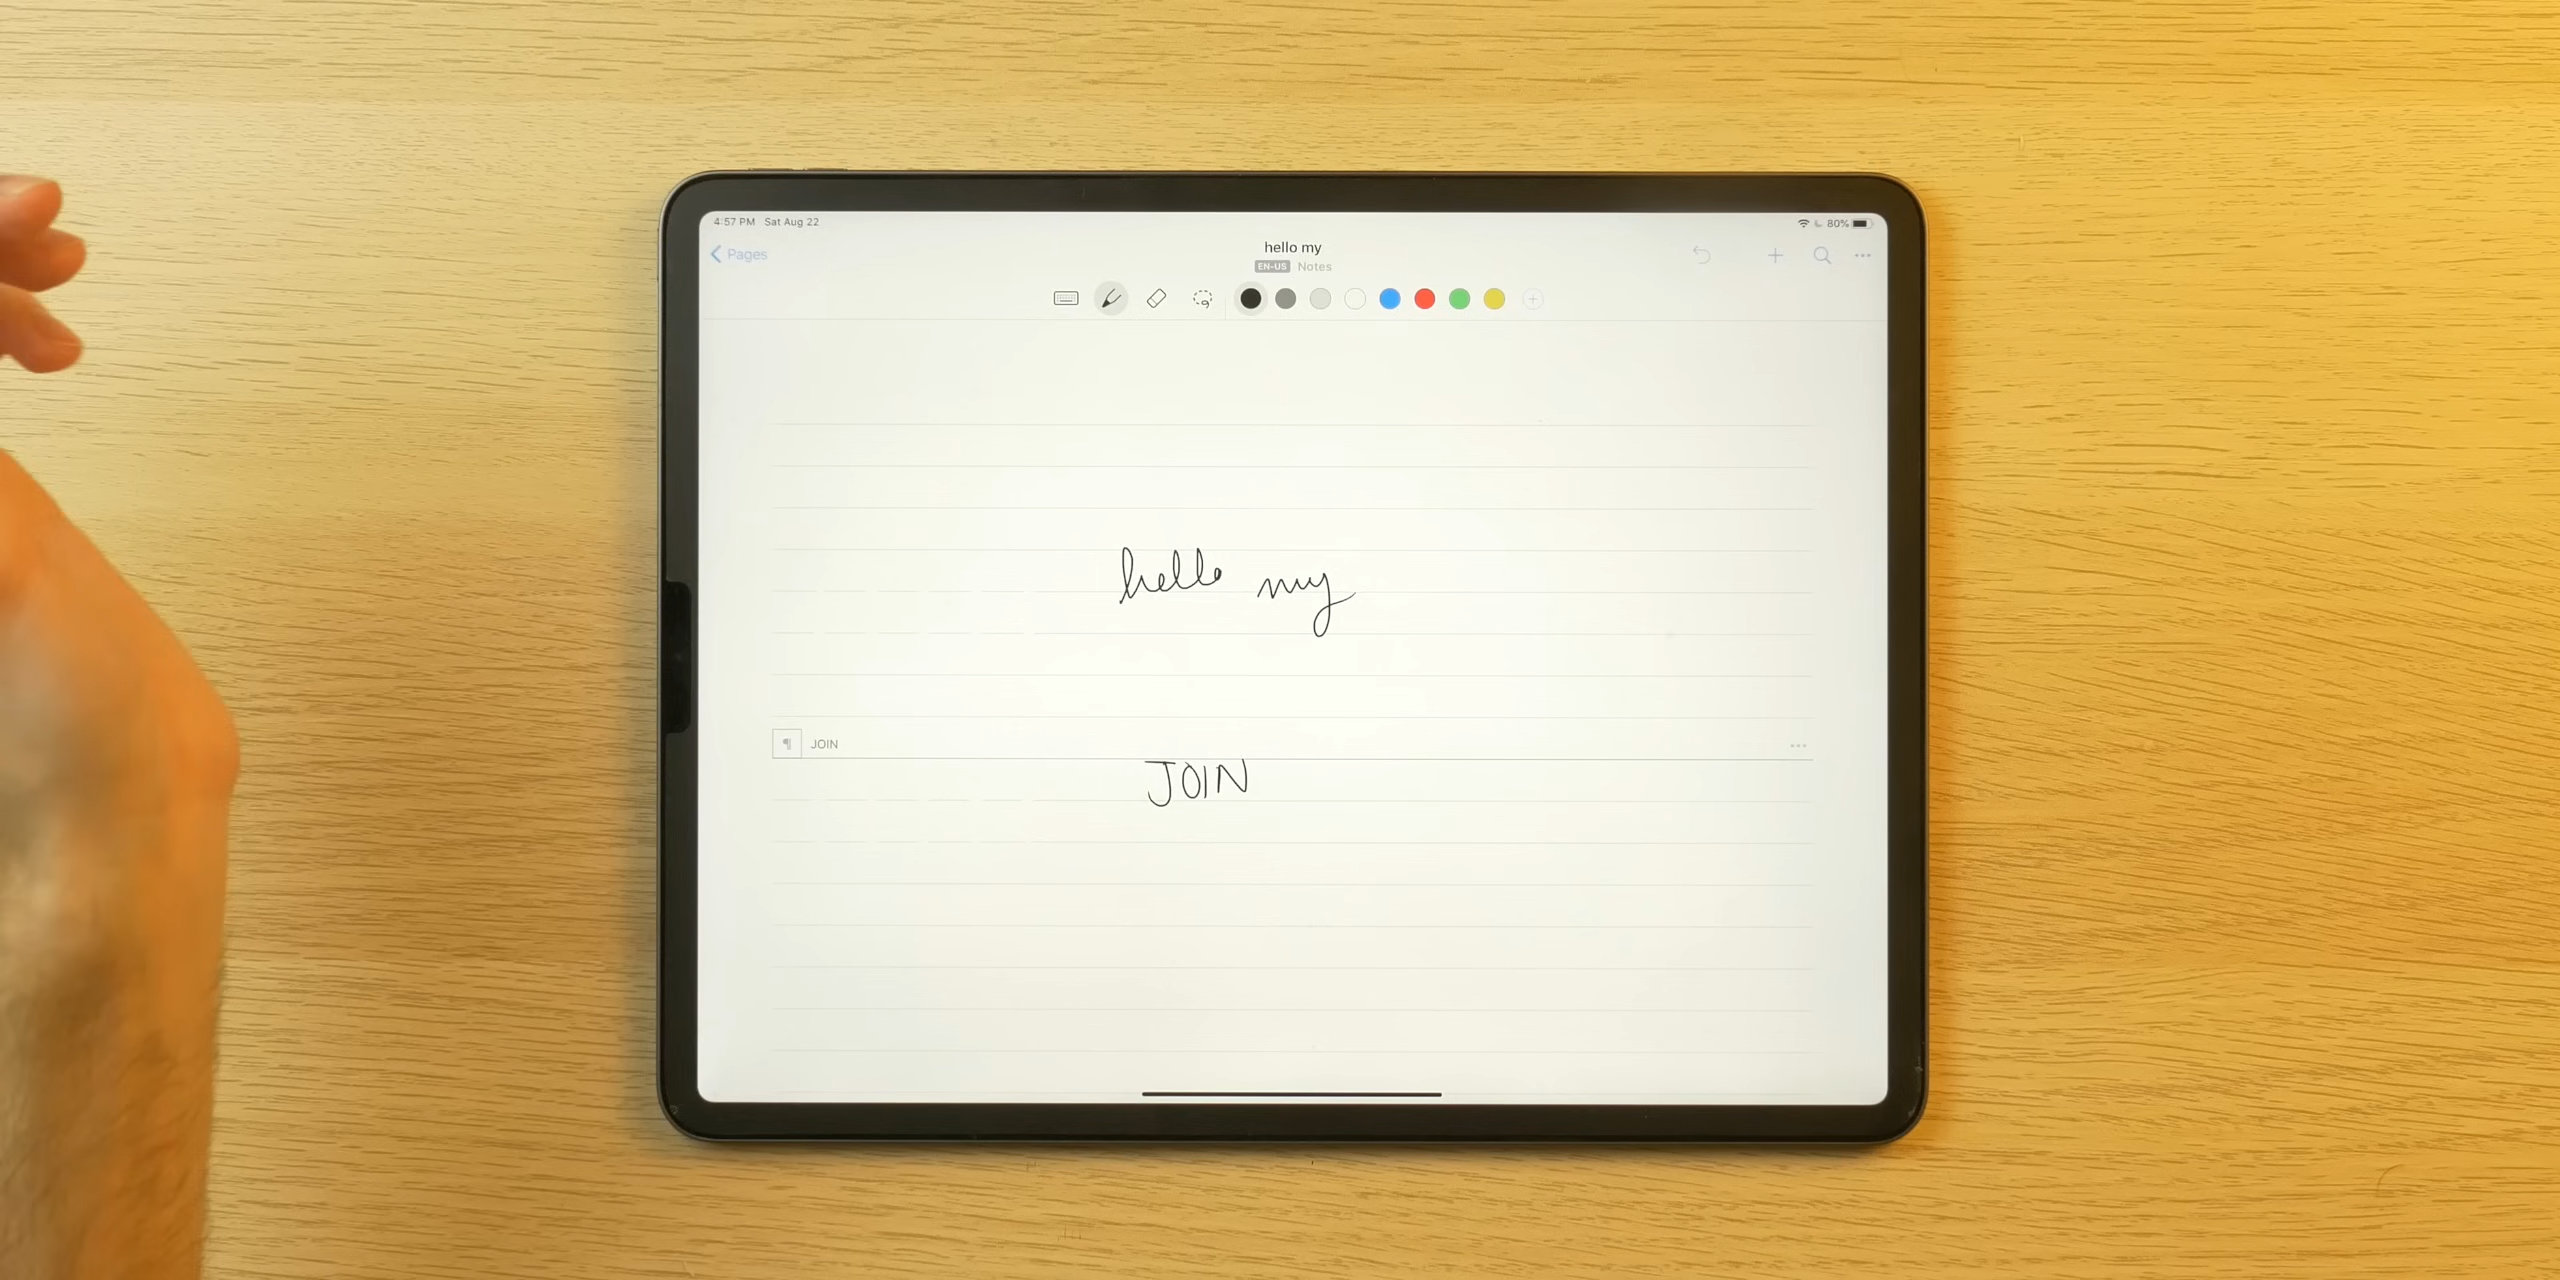 4:57 PM Sat Aug 22 80%
Pages
hello my
EN-US Notes
hello my
¶ JOIN
JOIN